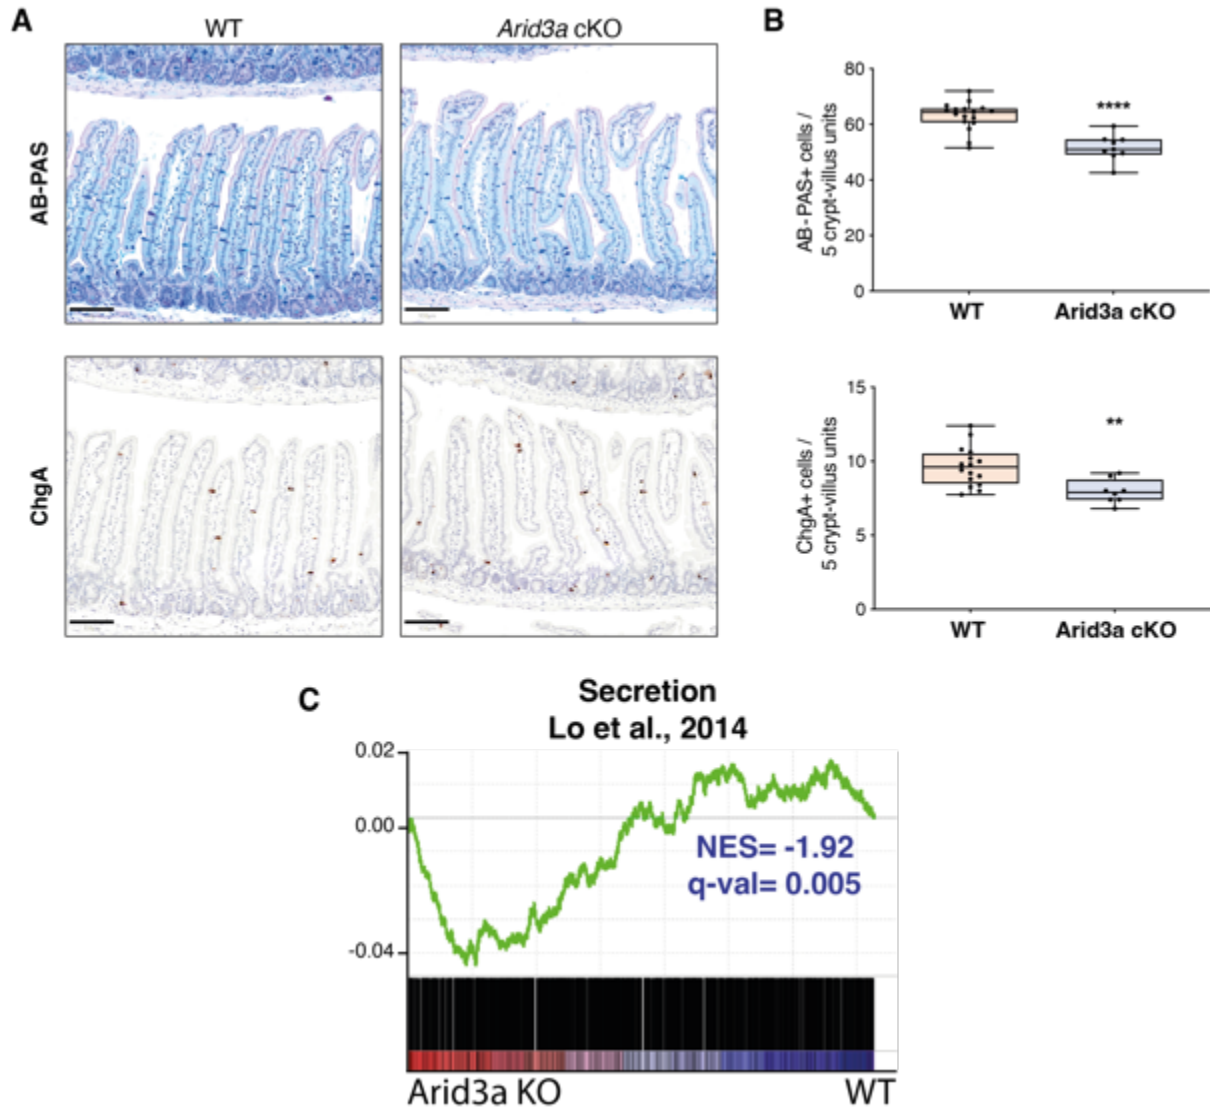 A
WT
Arid3a cKO
AB-PAS
ChgA
B
AB-PAS+ cells /
5 crypt-villus units
80
60
40
20
0
****
WT
Arid3a cKO
ChgA+ cells /
5 crypt-villus units
15
10
5
0
**
WT
Arid3a cKO
C
Secretion
Lo et al., 2014
0.02
0.00
-0.04
NES= -1.92
q-val= 0.005
Arid3a KO
WT